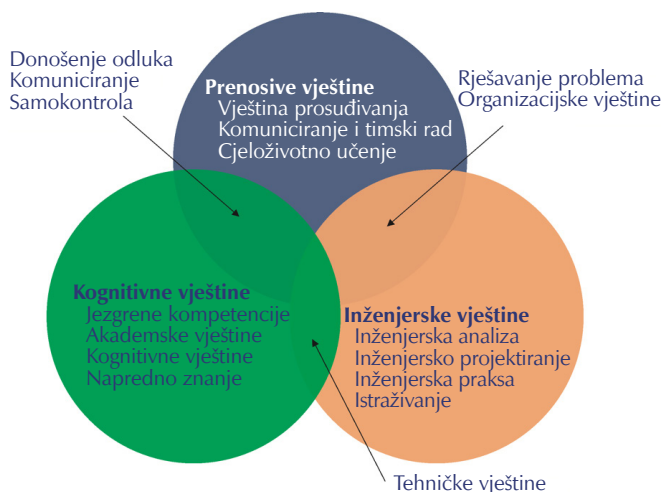 Donošenje odluka
Komuniciranje
Samokontrola
Prenosive vještine
Vještina prosuđivanja
Komuniciranje i timski rad
Cjeloživotno učenje
Rješavanje problema
Organizacijske vještine
Kognitivne vještine
Jezgrene kompetencije
Akademske vještine
Kognitivne vještine
Napredno znanje
Inženjerske vještine
Inženjerska analiza
Inženjersko projektiranje
Inženjerska praksa
Istraživanje
Tehničke vještine